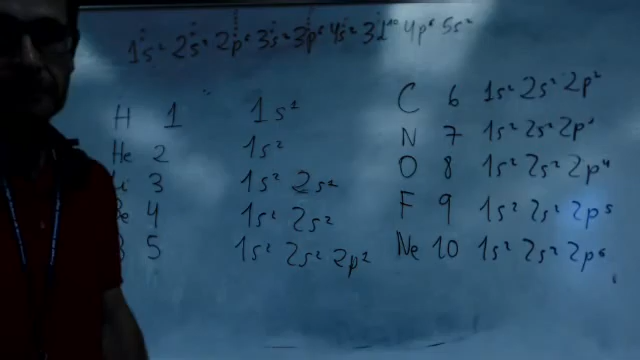 1s² 2s² 2p⁶ 3s² 3p⁶ 4s² 3d¹⁰ 4p⁶ 5s²
H 1 1s¹
He 2 1s²
3 1s² 2s²
4 1s² 2s²
5 1s² 2s² 2p²
C 6 1s² 2s² 2p²
N 7 1s² 2s² 2p³
O 8 1s² 2s² 2p⁴
F 9 1s² 2s² 2p⁵
Ne 10 1s² 2s² 2p⁶